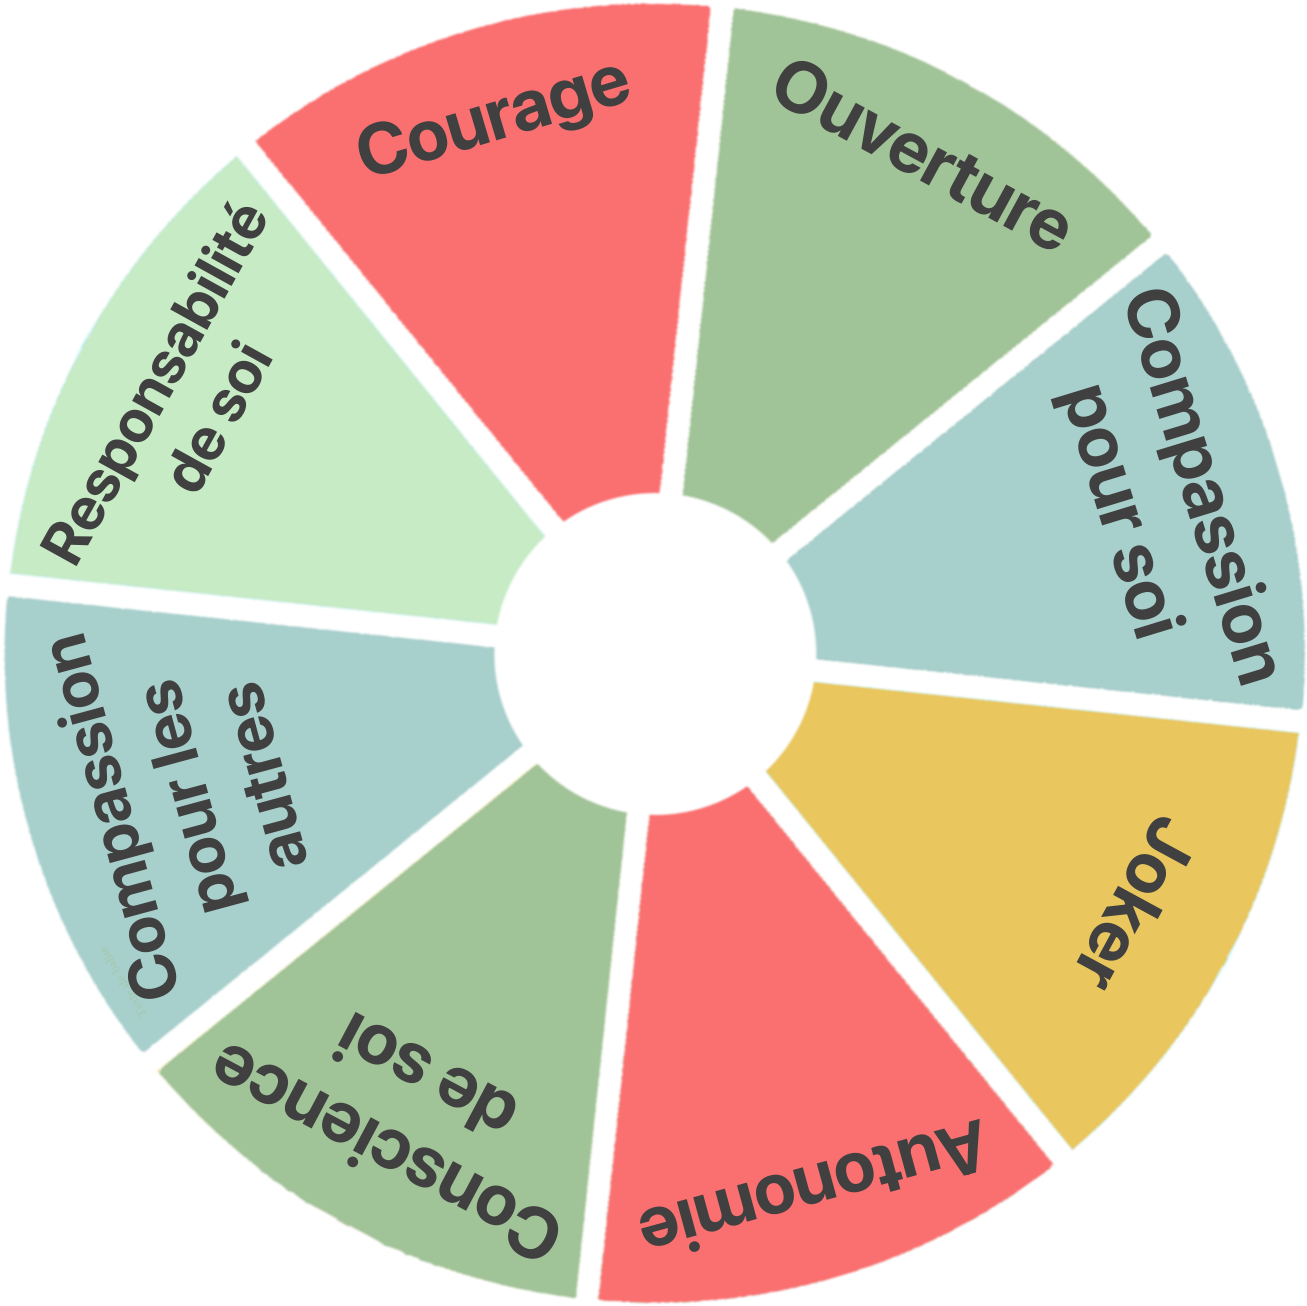 Courage
Ouverture
Compassion
pour soi
Joker
Autonomie
Conscience
de soi
Compassion
pour les
autres
Responsabilité
de soi